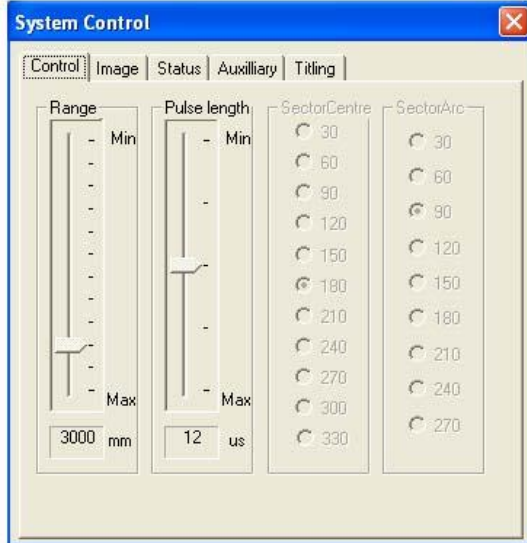 System Control
Control
Image
Status
Auxilliary
Titling
Range
Min
Max
3000 mm
Pulse length
Min
Max
12 us
SectorCentre
30
60
90
120
150
180
210
240
270
300
330
SectorArc
30
60
90
120
150
180
210
240
270